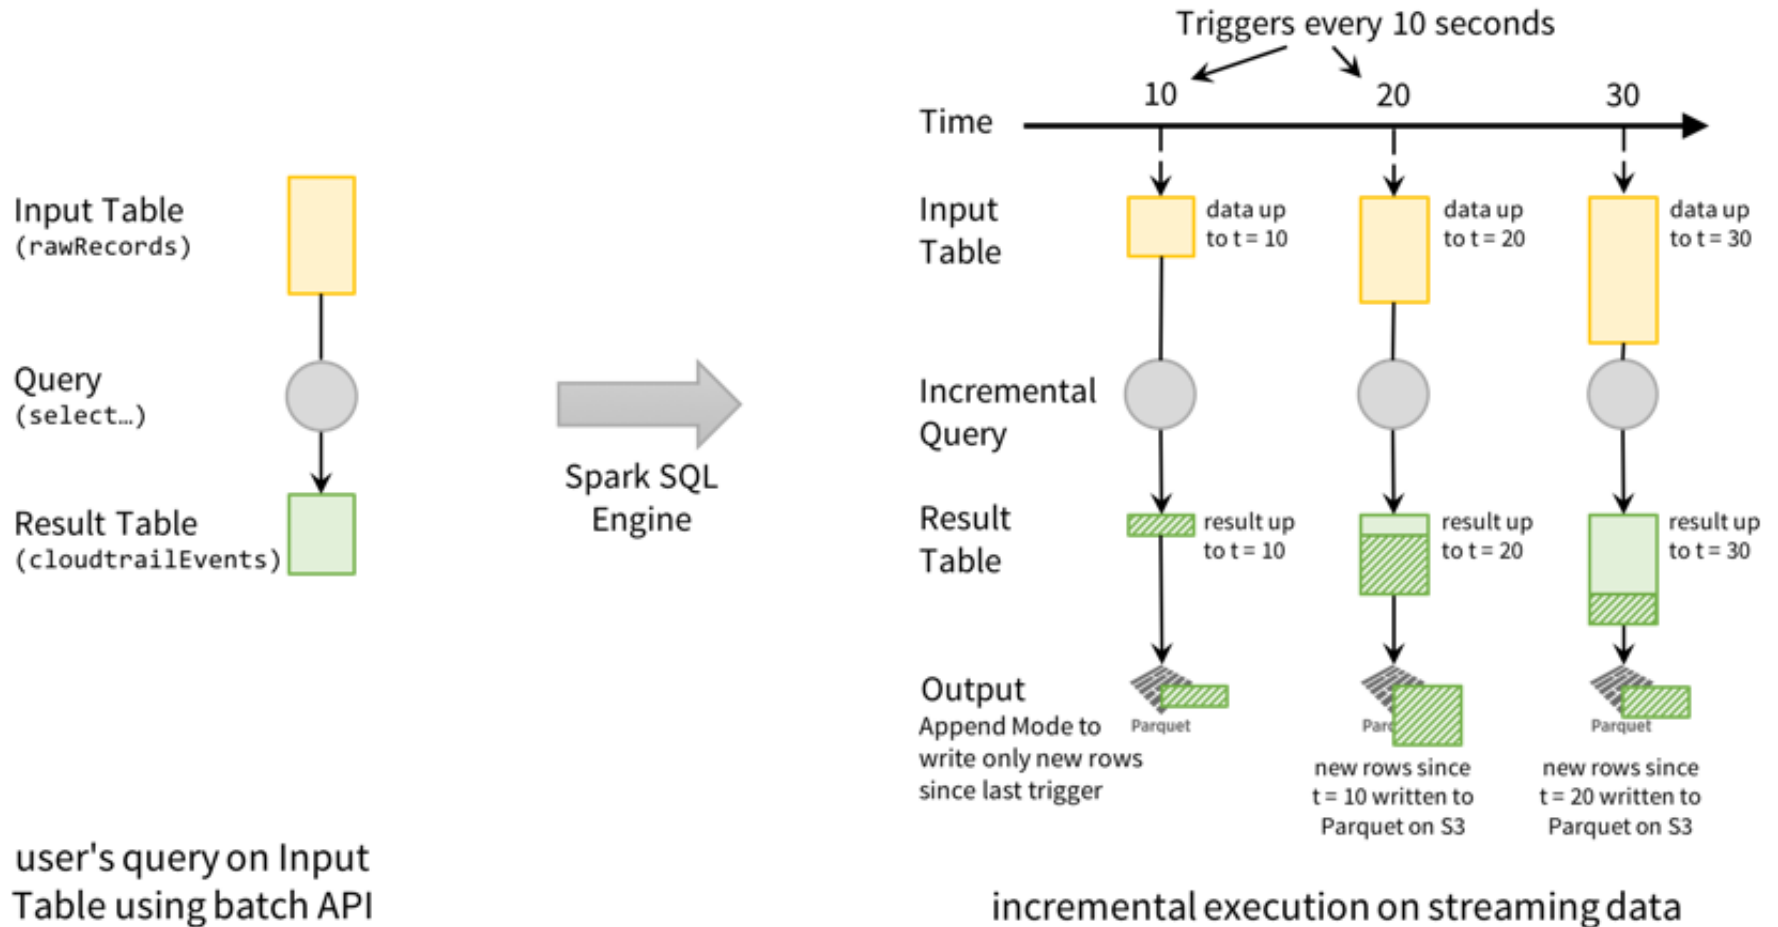 Triggers every 10 seconds
10
20
30
Time
Input Table
(rawRecords)
Query
(select…)
Result Table
(cloudtrailEvents)
Spark SQL
Engine
user's query on Input
Table using batch API
Input
Table
data up
to t = 10
data up
to t = 20
data up
to t = 30
Incremental
Query
Result
Table
result up
to t = 10
result up
to t = 20
result up
to t = 30
Output
Append Mode to
write only new rows
since last trigger
Parquet
Parq
Parquet
new rows since
t = 10 written to
Parquet on S3
new rows since
t = 20 written to
Parquet on S3
incremental execution on streaming data